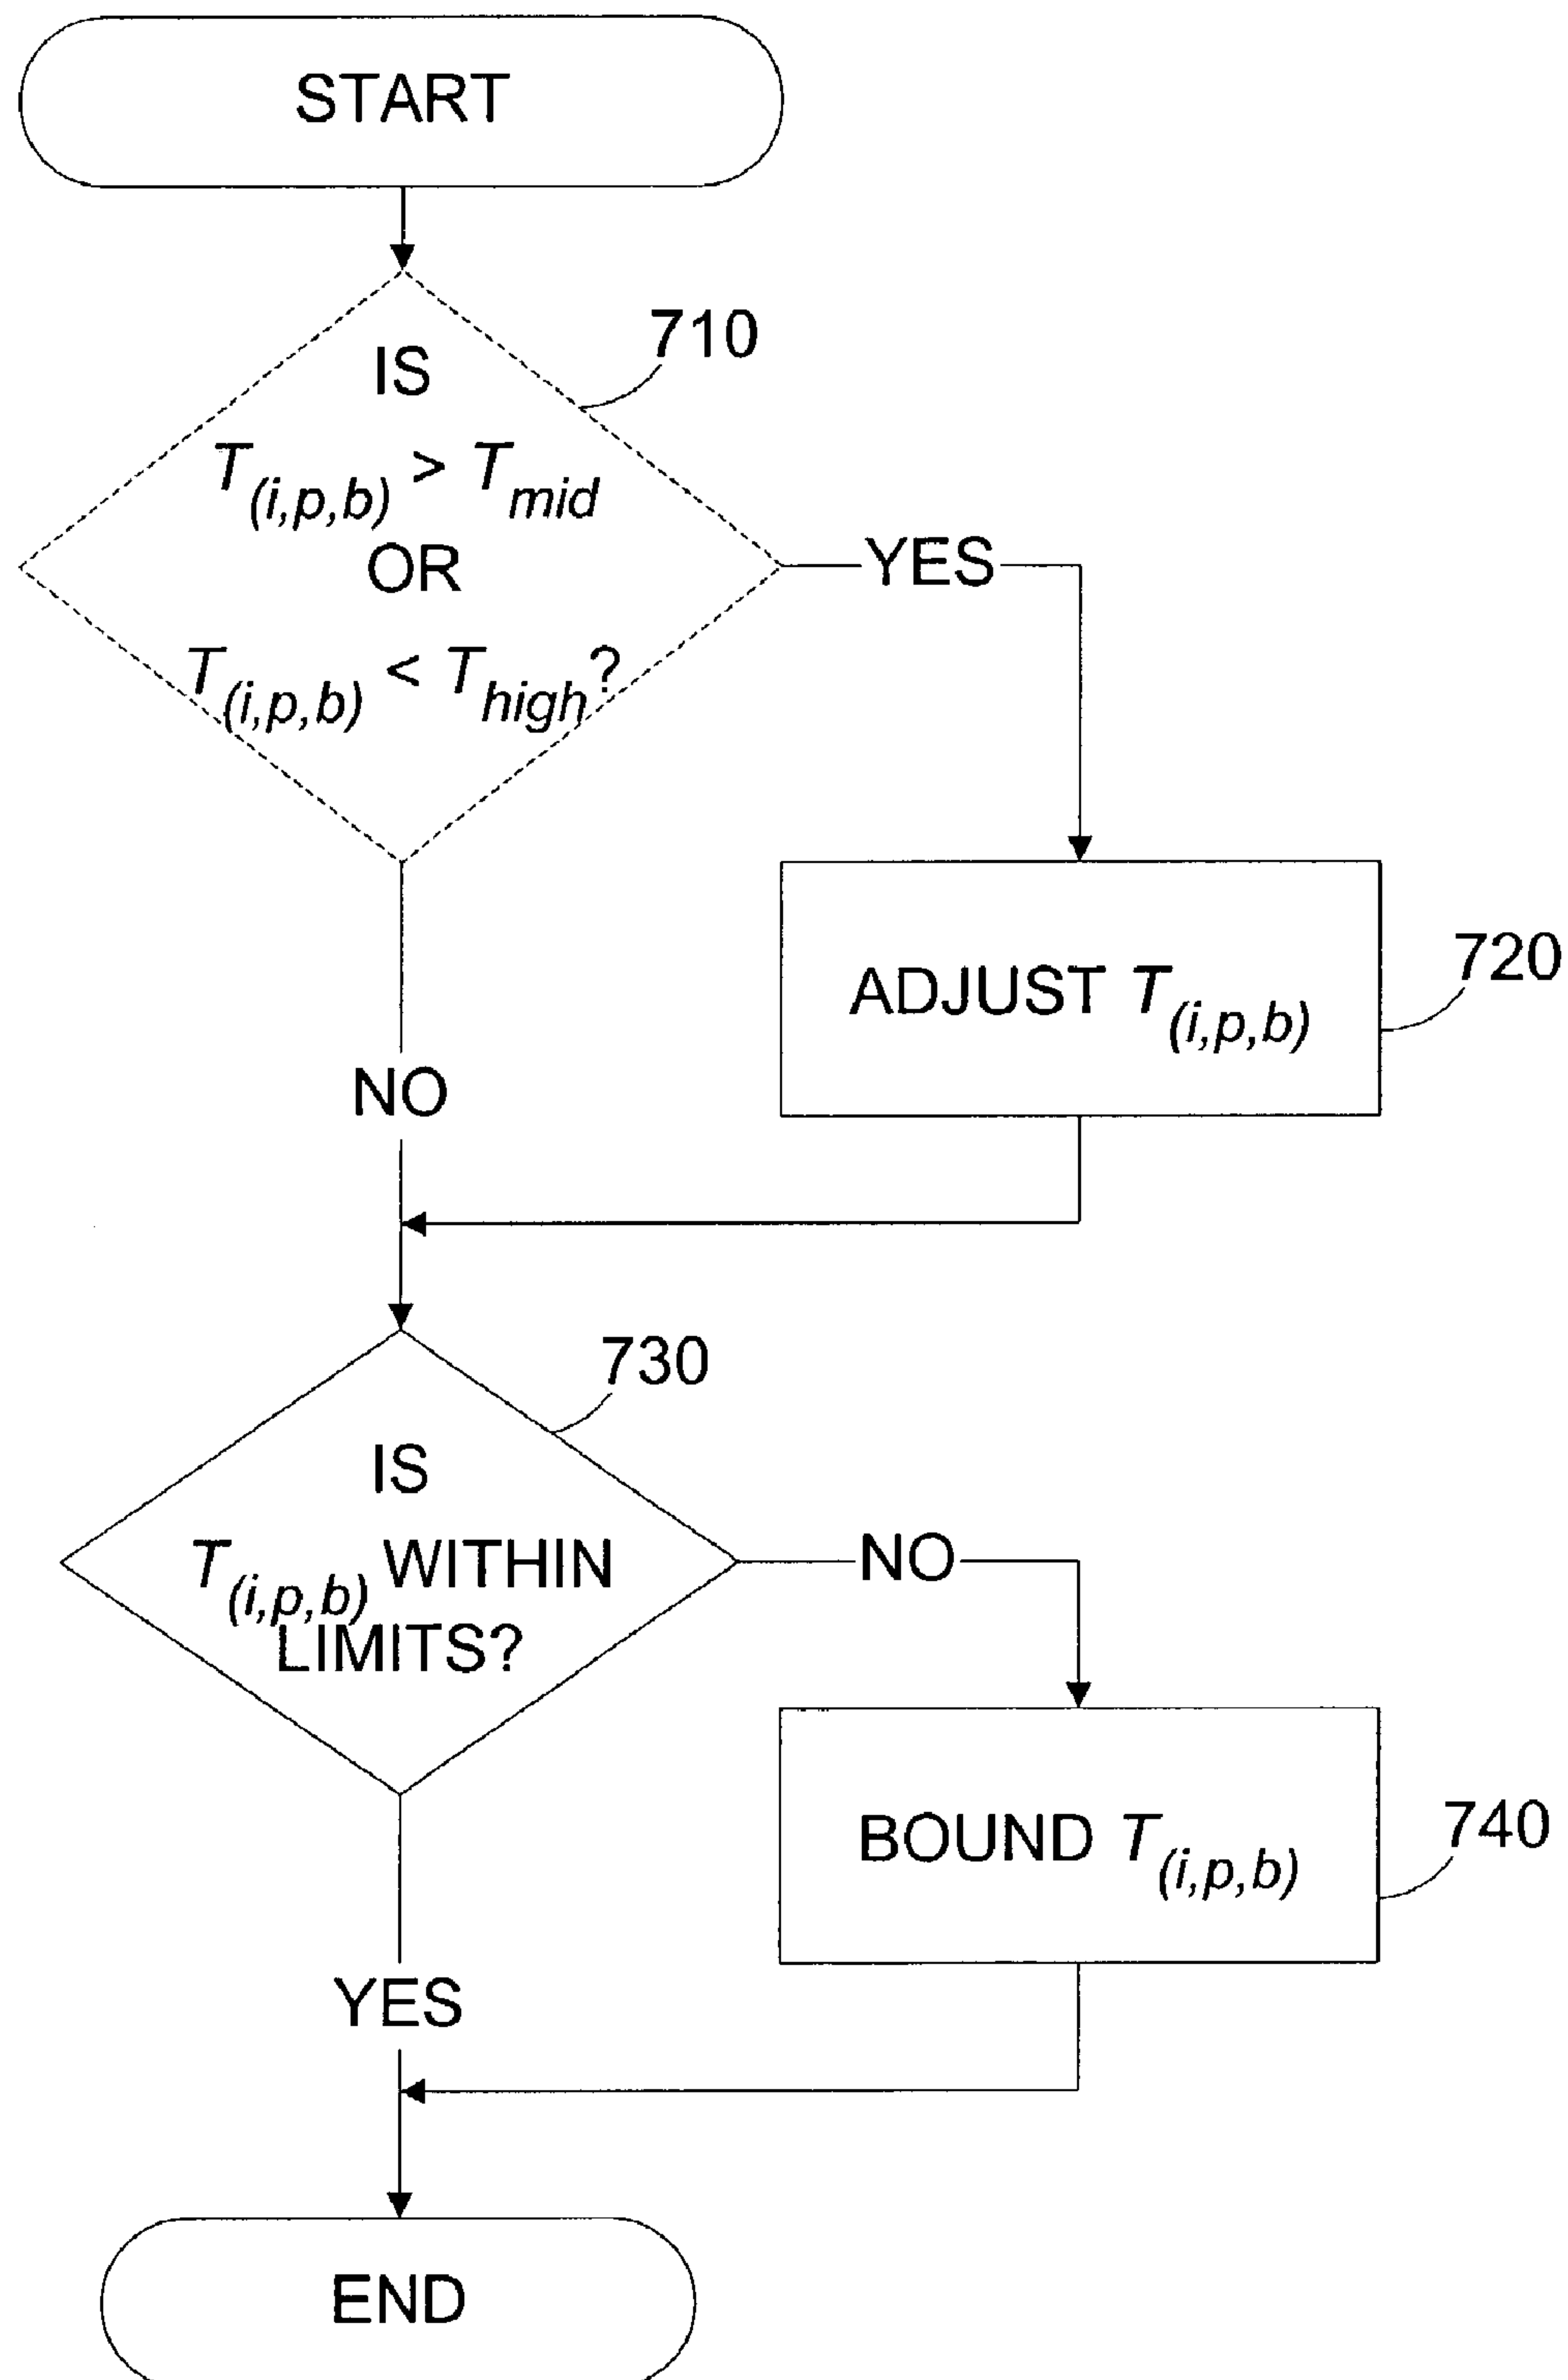 START
710
IS
T(i,p,b) > Tmid
OR
T(i,p,b) < Thigh?
YES
720
ADJUST T(i,p,b)
NO
730
IS
T(i,p,b) WITHIN
LIMITS?
NO
740
BOUND T(i,p,b)
YES
END